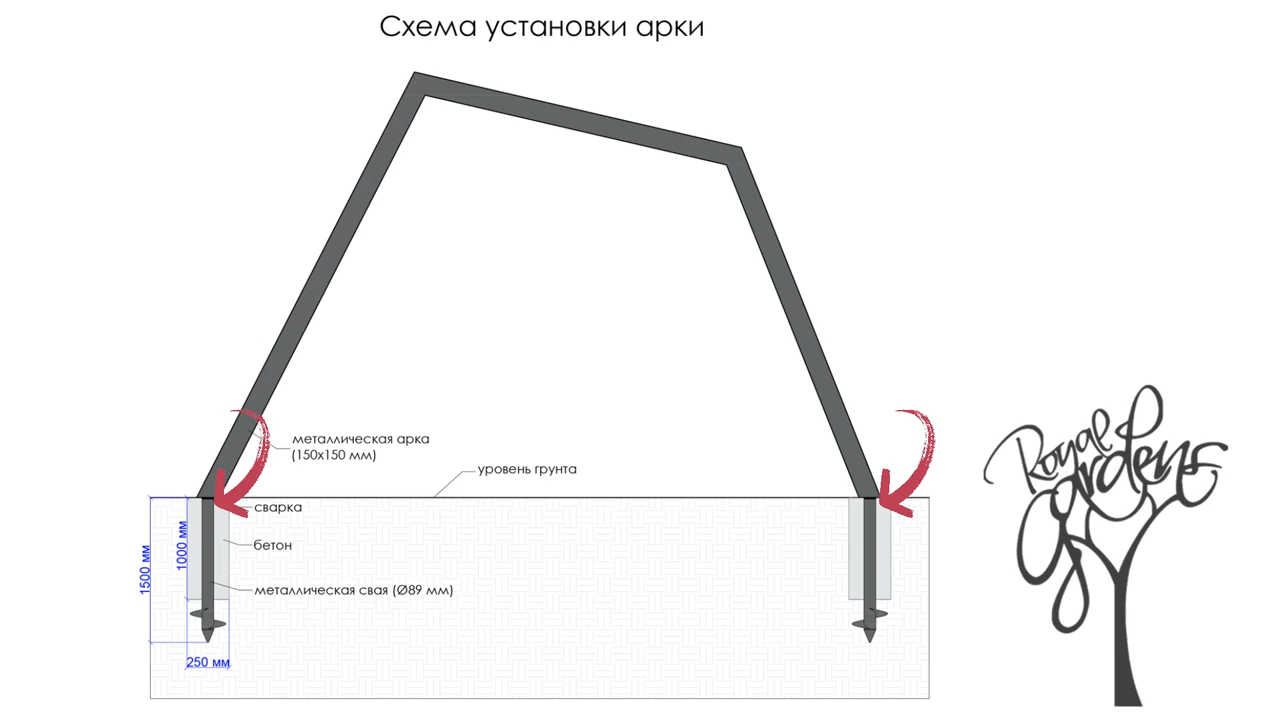 Схема установки арки
металлическая арка
(150х150 мм)
уровень грунта
сварка
бетон
металлическая свая (Ø89 мм)
1500 мм
1000 мм
250 мм
Royal
gardens